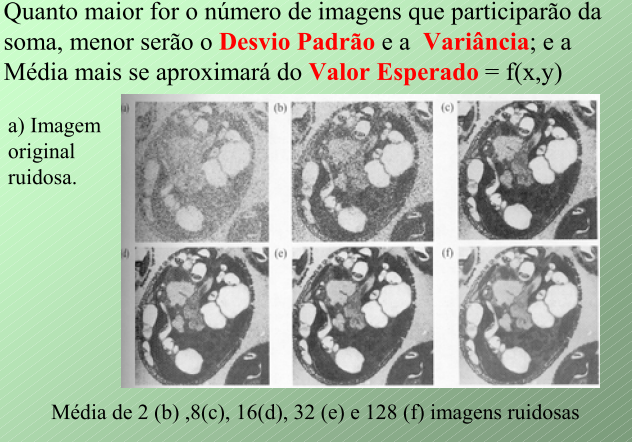 Quanto maior for o número de imagens que participarão da
soma, menor serão o Desvio Padrão e a Variância; e a
Média mais se aproximará do Valor Esperado = f(x,y)
a) Imagem
original
ruidosa.
(b)
(c)
(e)
(f)
Média de 2 (b) ,8(c), 16(d), 32 (e) e 128 (f) imagens ruidosas